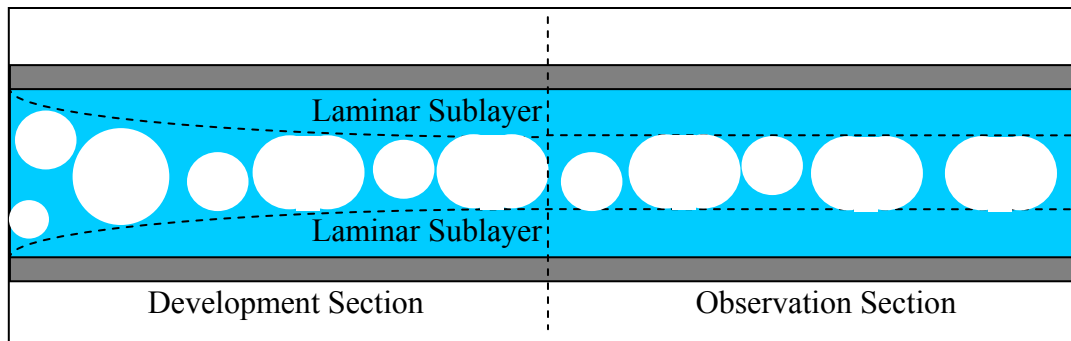 Laminar Sublayer
Laminar Sublayer
Development Section
Observation Section